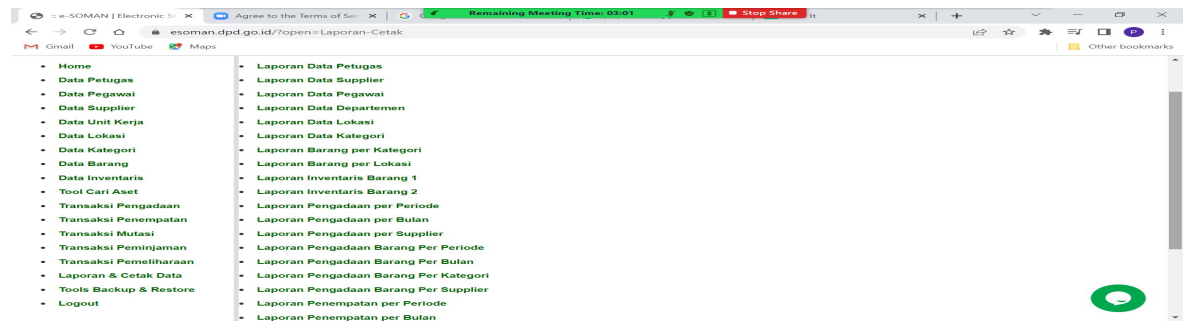 :: e-SOMAN | Electronic S
Agree to the Terms of Ser
Remaining Meeting Time: 03:01
Stop Share
esoman.dpd.go.id/?open=Laporan-Cetak
Gmail
YouTube
Maps
Other bookmarks
Home
Data Petugas
Data Pegawai
Data Supplier
Data Unit Kerja
Data Lokasi
Data Kategori
Data Barang
Data Inventaris
Tool Cari Aset
Transaksi Pengadaan
Transaksi Penempatan
Transaksi Mutasi
Transaksi Peminjaman
Transaksi Pemeliharaan
Laporan & Cetak Data
Tools Backup & Restore
Logout
Laporan Data Petugas
Laporan Data Supplier
Laporan Data Pegawai
Laporan Data Departemen
Laporan Data Lokasi
Laporan Data Kategori
Laporan Barang per Kategori
Laporan Barang per Lokasi
Laporan Inventaris Barang 1
Laporan Inventaris Barang 2
Laporan Pengadaan per Periode
Laporan Pengadaan per Bulan
Laporan Pengadaan per Supplier
Laporan Pengadaan Barang Per Periode
Laporan Pengadaan Barang Per Bulan
Laporan Pengadaan Barang Per Kategori
Laporan Pengadaan Barang Per Supplier
Laporan Penempatan per Periode
Laporan Penempatan per Bulan